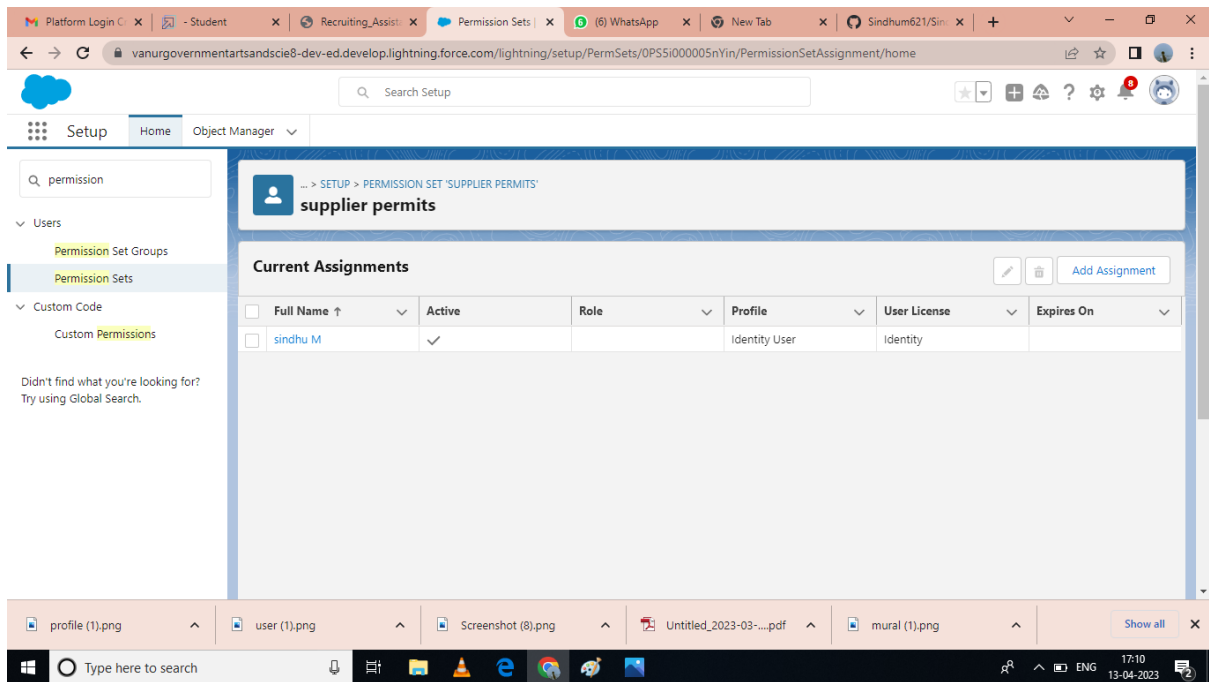 Platform Login C
- Student
Recruiting_Assista
Permission Sets |
(6) WhatsApp
New Tab
Sindhum621/Sind
vanurgovernmentartsandscie8-dev-ed.develop.lightning.force.com/lightning/setup/PermSets/0PS5i000005nYin/PermissionSetAssignment/home
Search Setup
8
Setup
Home
Object Manager
permission
Users
Permission Set Groups
Permission Sets
Custom Code
Custom Permissions
Didn't find what you're looking for?
Try using Global Search.
... > SETUP > PERMISSION SET 'SUPPLIER PERMITS'
supplier permits
Current Assignments
Add Assignment
Full Name ↑ Active Role Profile User License Expires On
sindhu M Identity User Identity
profile (1).png
user (1).png
Screenshot (8).png
Untitled_2023-03-....pdf
mural (1).png
Show all
Type here to search
ENG
17:10
13-04-2023
2